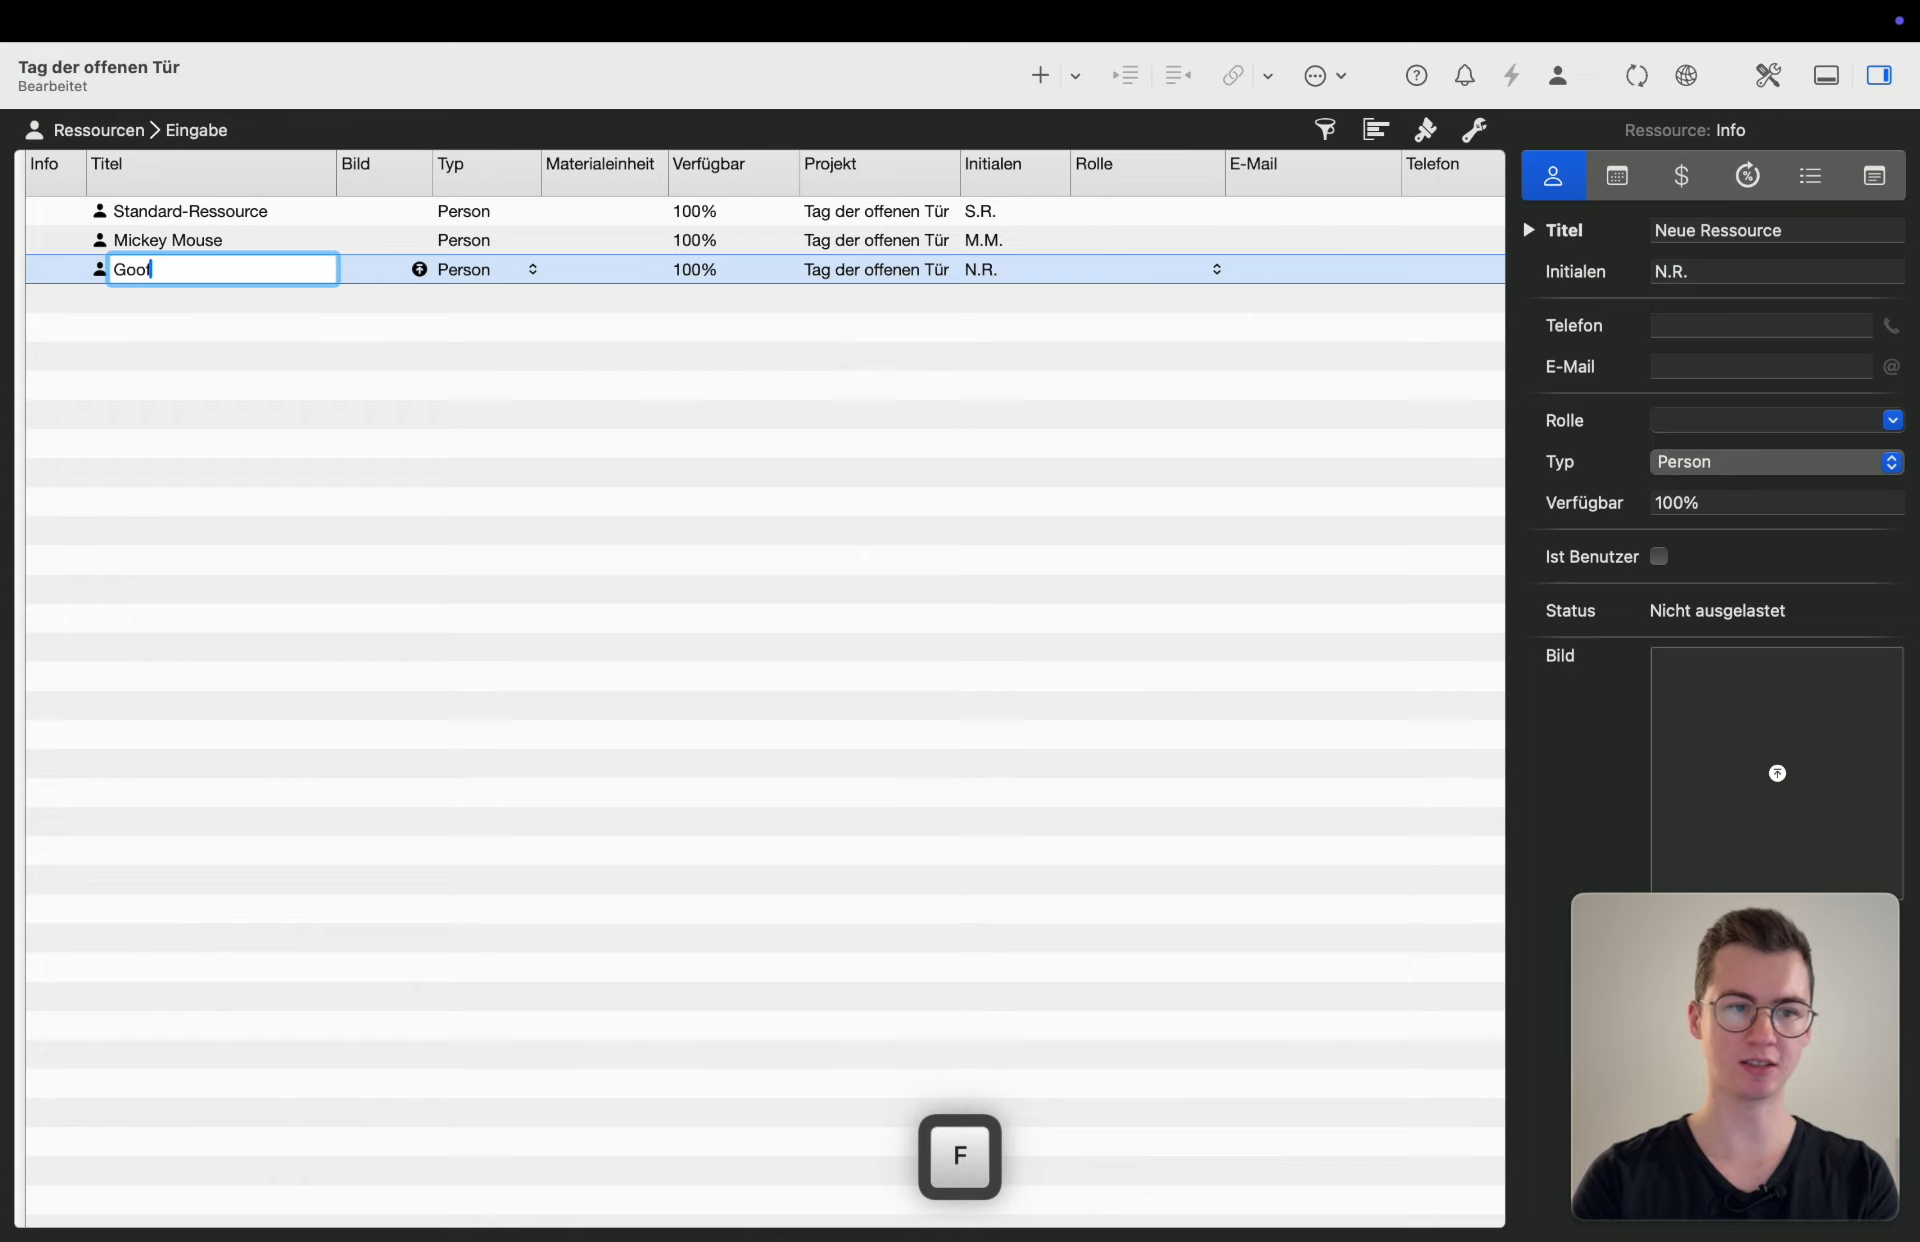 Tag der offenen Tür
Bearbeitet
Ressourcen > Eingabe
Ressource: Info
Info Titel Bild Typ Materialeinheit Verfügbar Projekt Initialen Rolle E-Mail Telefon
Standard-Ressource Person 100% Tag der offenen Tür S.R.
Mickey Mouse Person 100% Tag der offenen Tür M.M.
Goof Person 100% Tag der offenen Tür N.R.
Titel Neue Ressource
Initialen N.R.
Telefon
E-Mail @
Rolle
Typ Person
Verfügbar 100%
Ist Benutzer
Status Nicht ausgelastet
Bild
F